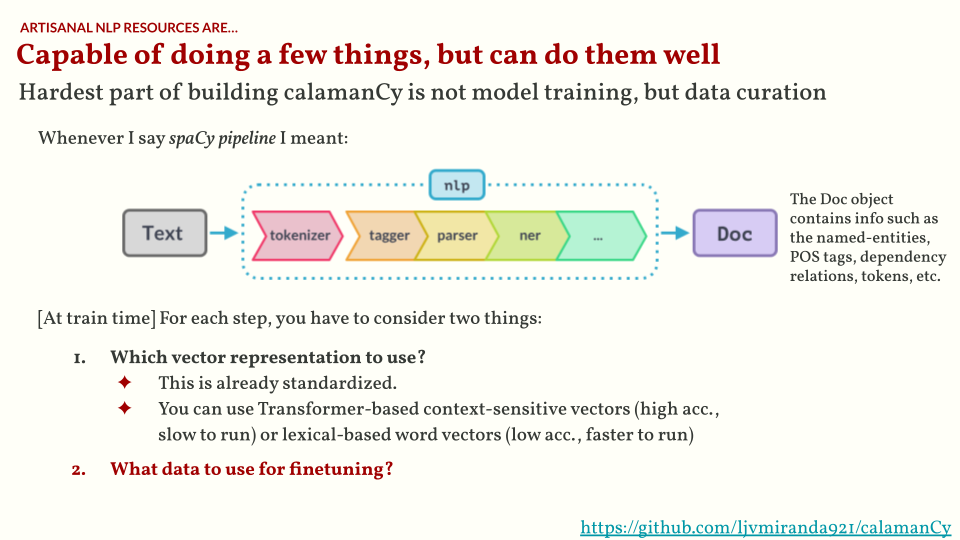 ARTISANAL NLP RESOURCES ARE...
Capable of doing a few things, but can do them well
Hardest part of building calamanCy is not model training, but data curation
Whenever I say spaCy pipeline I meant:
nlp
Text
tokenizer
tagger
parser
ner
...
Doc
The Doc object
contains info such as
the named-entities,
POS tags, dependency
relations, tokens, etc.
[At train time] For each step, you have to consider two things:
1. Which vector representation to use?
✦ This is already standardized.
✦ You can use Transformer-based context-sensitive vectors (high acc.,
slow to run) or lexical-based word vectors (low acc., faster to run)
2. What data to use for finetuning?
https://github.com/ljvmiranda921/calamanCy